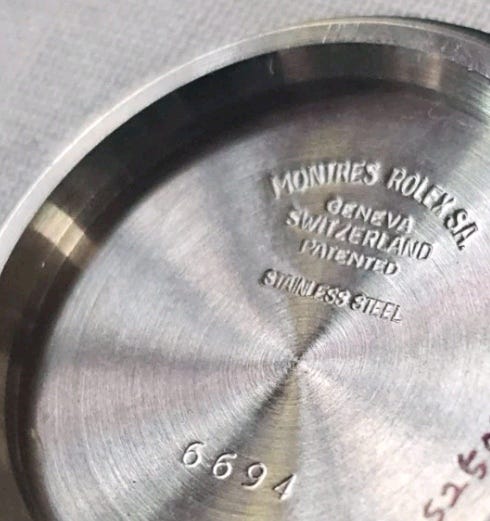 MONTRES ROLEX S.A.
GENEVA
SWITZERLAND
PATENTED
STAINLESS STEEL
6694